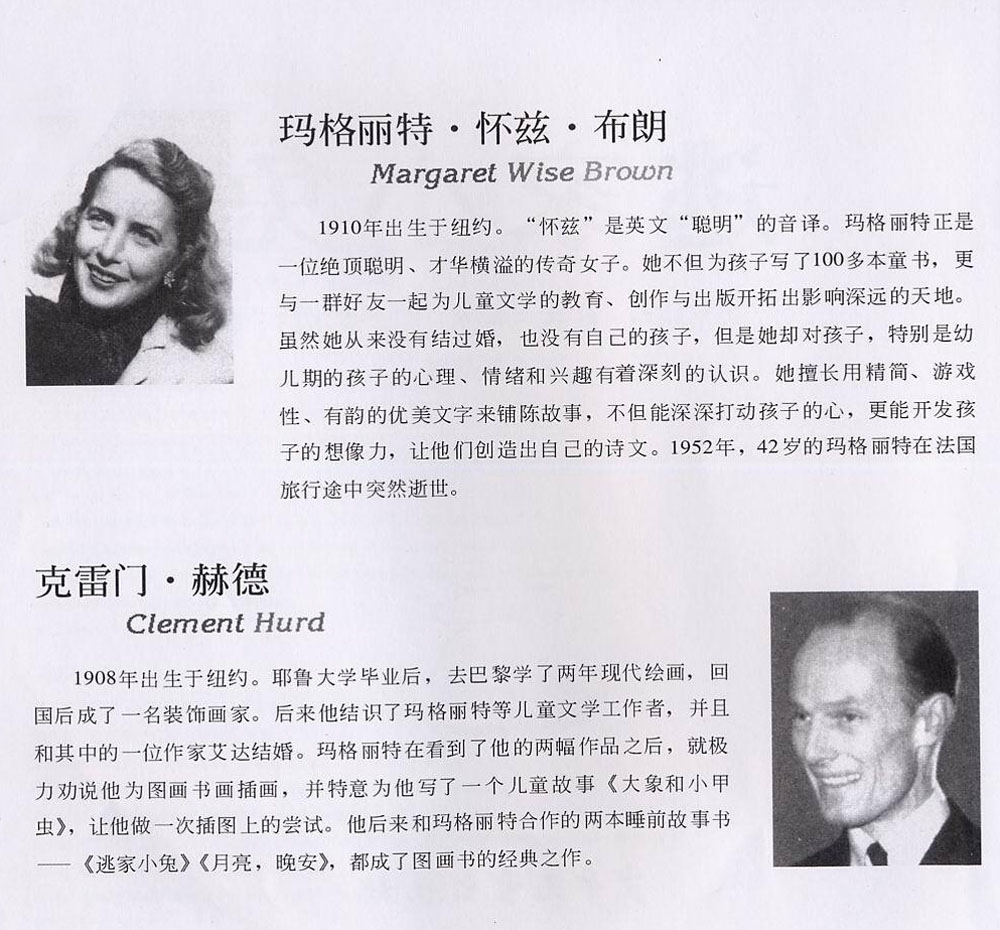 玛格丽特·怀兹·布朗
Margaret Wise Brown
1910年出生于纽约。“怀兹”是英文“聪明”的音译。玛格丽特正是
一位绝顶聪明、才华横溢的传奇女子。她不但为孩子写了100多本童书，更
与一群好友一起为儿童文学的教育、创作与出版开拓出影响深远的天地。
虽然她从来没有结过婚，也没有自己的孩子，但是她却对孩子，特别是幼
儿期的孩子的心理、情绪和兴趣有着深刻的认识。她擅长用精简、游戏
性、有韵的优美文字来铺陈故事，不但能深深打动孩子的心，更能开发孩
子的想像力，让他们创造出自己的诗文。1952年，42岁的玛格丽特在法国
旅行途中突然逝世。
克雷门·赫德
Clement Hurd
1908年出生于纽约。耶鲁大学毕业后，去巴黎学了两年现代绘画，回
国后成了一名装饰画家。后来他结识了玛格丽特等儿童文学工作者，并且
和其中的一位作家艾达结婚。玛格丽特在看到了他的两幅作品之后，就极
力劝说他为图画书画插画，并特意为他写了一个儿童故事《大象和小甲
虫》，让他做一次插图上的尝试。他后来和玛格丽特合作的两本睡前故事书
——《逃家小兔》《月亮，晚安》，都成了图画书的经典之作。